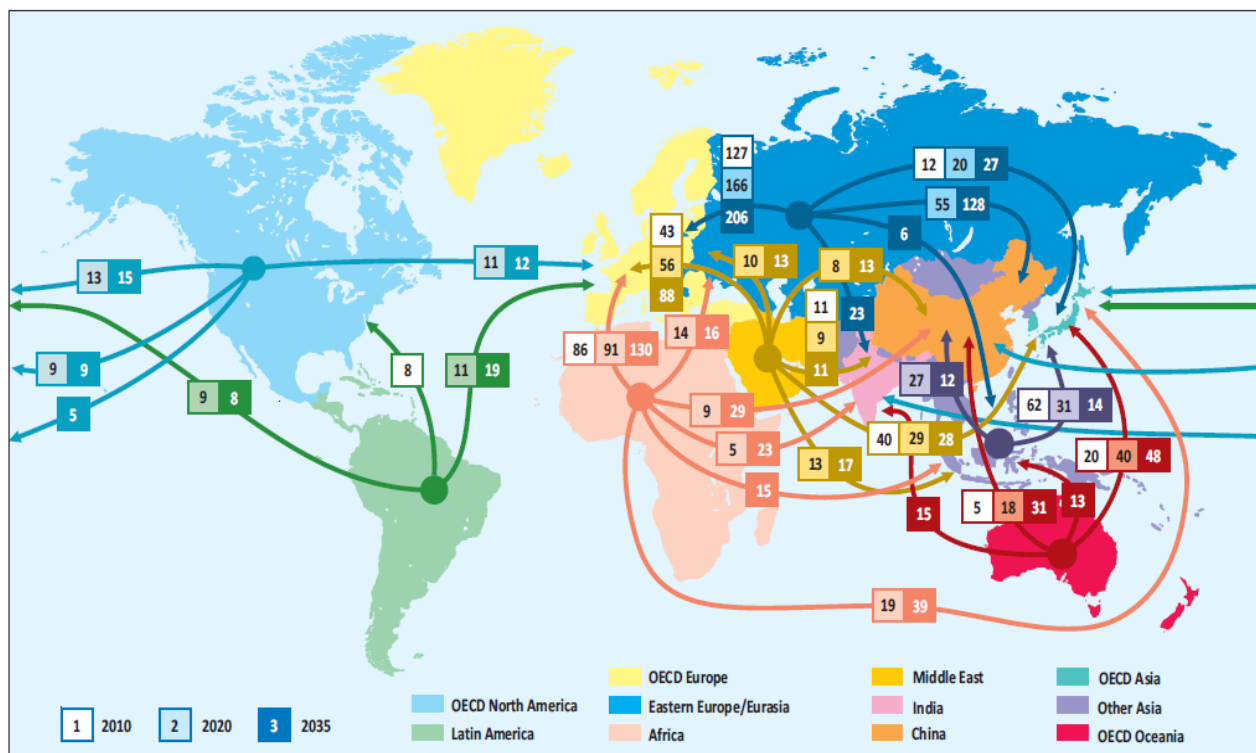 127
166
206
12 20 27
55 128
6
43
56
88
10 13
8 13
11
9
11
23
11 12
13 15
14 16
86 91 130
9 9
8
11 19
9 8
5
27 12
62 31 14
9 29
5 23
40 29 28
13 17
20 40 48
15
5 18 31
13
15
19 39
OECD Europe
Middle East
OECD Asia
OECD North America
Eastern Europe/Eurasia
India
Other Asia
Latin America
Africa
China
OECD Oceania
1 2010
2 2020
3 2035